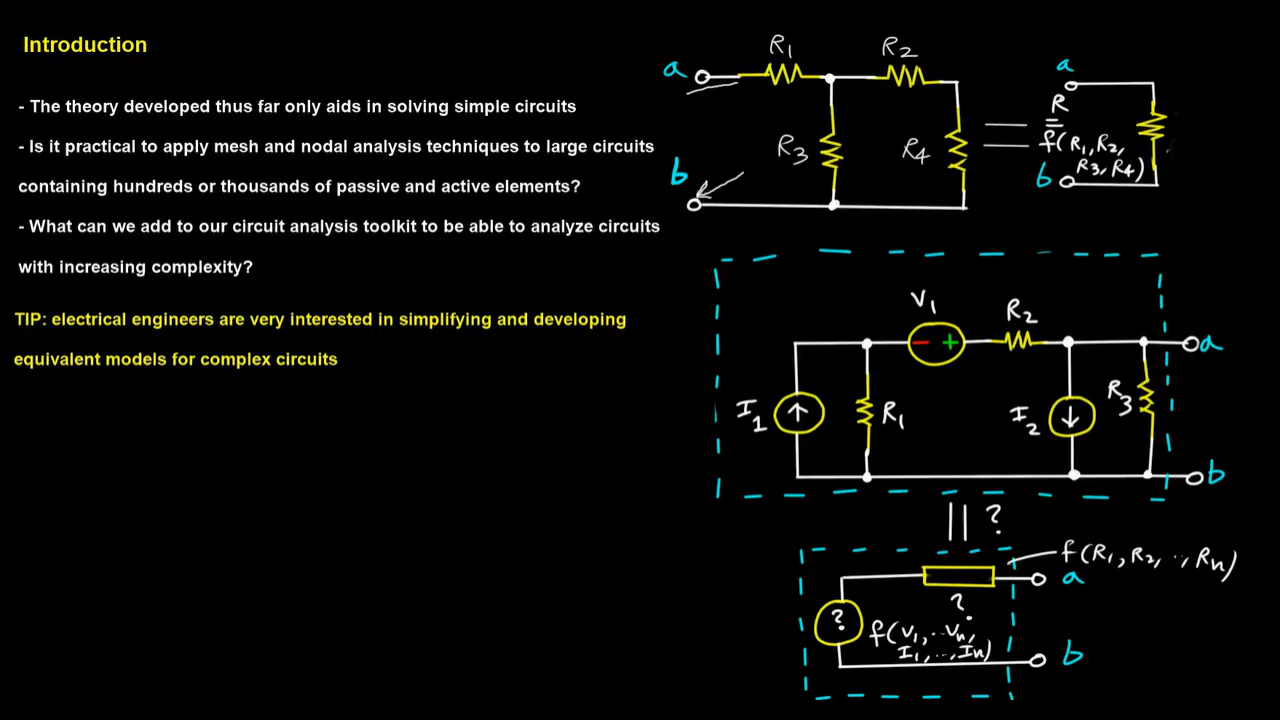 Introduction
- The theory developed thus far only aids in solving simple circuits
- Is it practical to apply mesh and nodal analysis techniques to large circuits
containing hundreds or thousands of passive and active elements?
- What can we add to our circuit analysis toolkit to be able to analyze circuits
with increasing complexity?
TIP: electrical engineers are very interested in simplifying and developing
equivalent models for complex circuits
R1
R2
a
R3
R4
b
=
a
R
=
f(R1, R2,
R3, R4)
b
V1
- +
R2
a
I1
R1
I2
R3
b
|| ?
f(R1, R2, .., Rn)
a
?
?
f(V1, ..Vn,
I1, .., In)
b